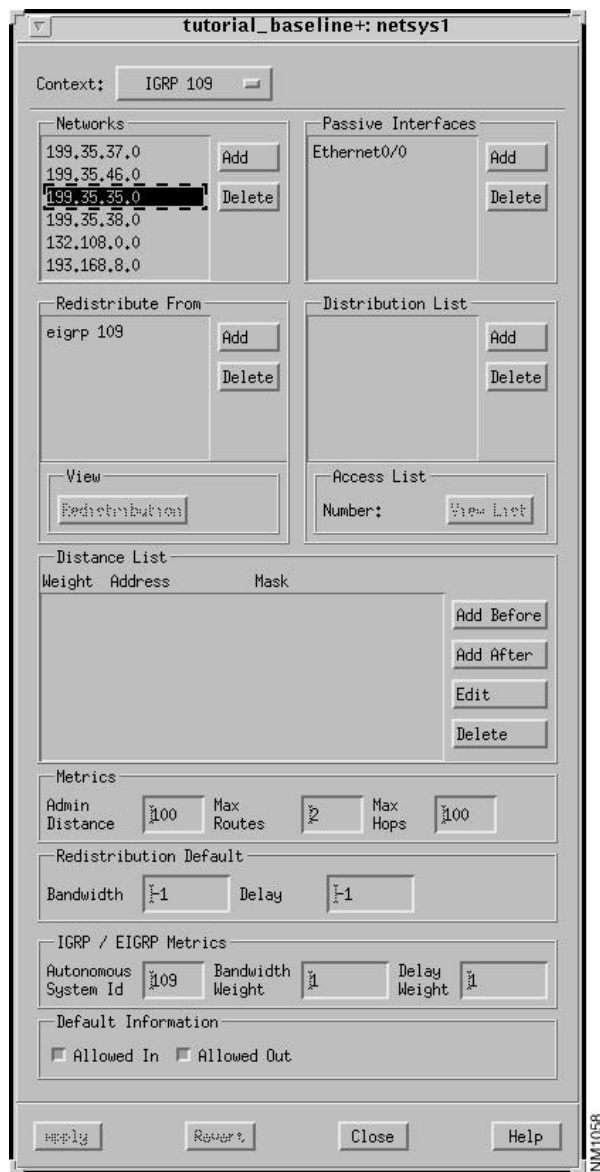 tutorial_baseline+: netsys1
Context: IGRP 109
Networks
199.35.37.0
199.35.46.0
199.35.35.0
199.35.38.0
132.108.0.0
193.168.8.0
Add
Delete
Passive Interfaces
Ethernet0/0
Add
Delete
Redistribute From
eigrp 109
Add
Delete
View
Redistribution
Distribution List
Add
Delete
Access List
Number: View List
Distance List
Weight Address Mask
Add Before
Add After
Edit
Delete
Metrics
Admin Distance 100 Max Routes 2 Max Hops 100
Redistribution Default
Bandwidth -1 Delay -1
IGRP / EIGRP Metrics
Autonomous System Id 109 Bandwidth Weight 1 Delay Weight 1
Default Information
Allowed In Allowed Out
Apply Revert Close Help
NM1058